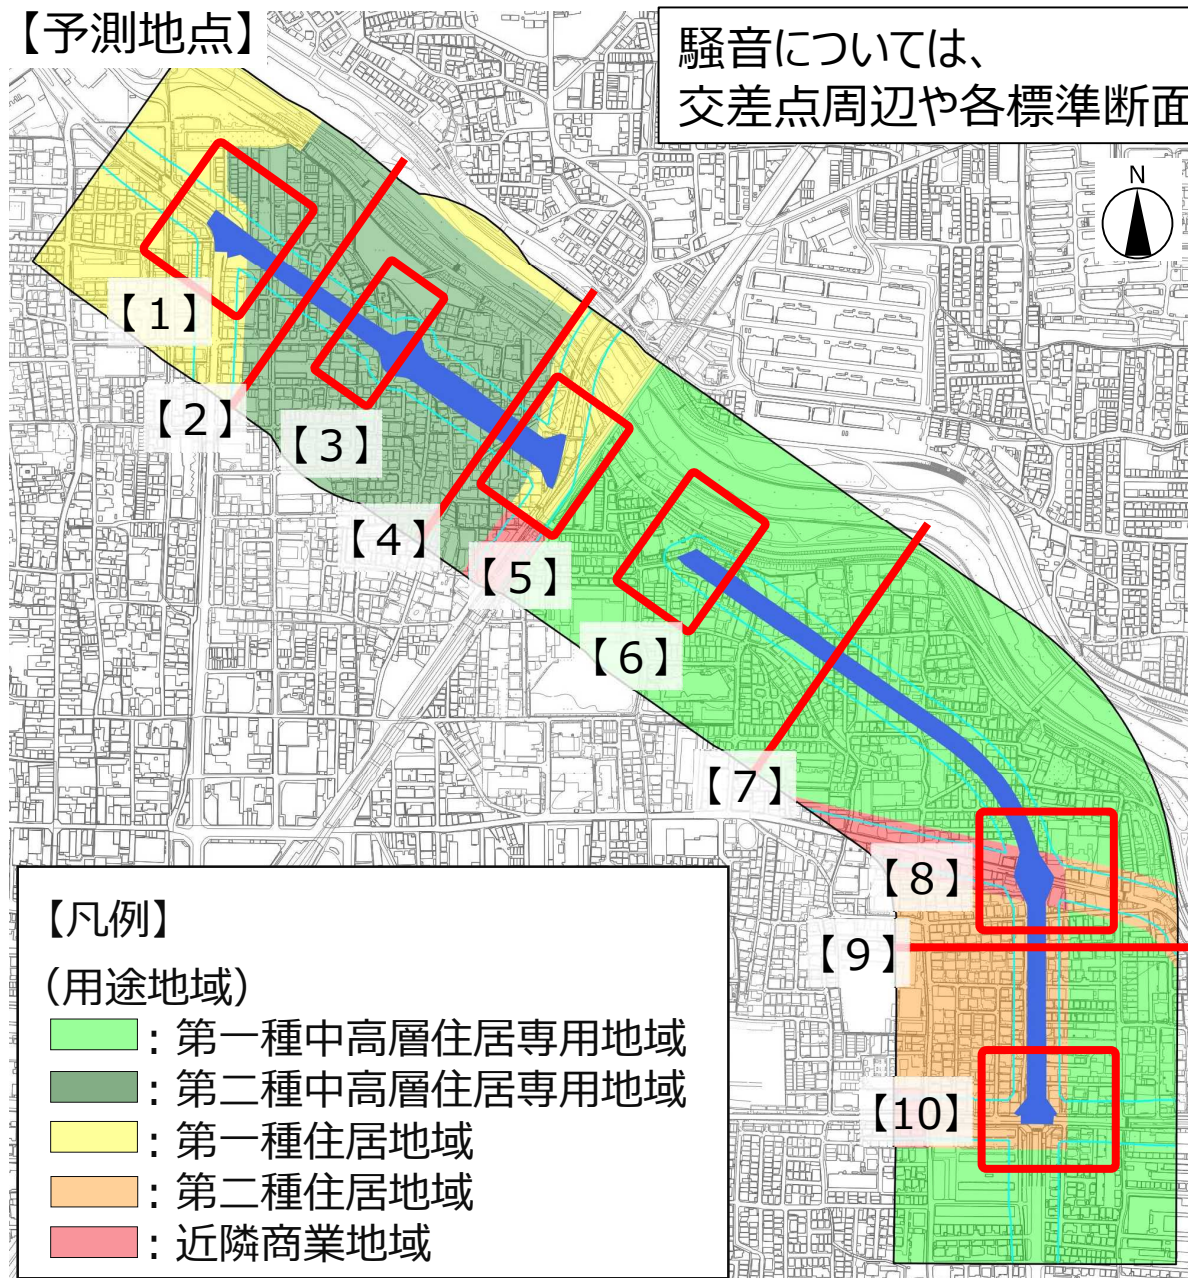 【予測地点】
騒音については、
交差点周辺や各標準断面
N
【１】
【２】
【３】
【４】
【５】
【６】
【７】
【８】
【９】
【10】
【凡例】
（用途地域）
：第一種中高層住居専用地域
：第二種中高層住居専用地域
：第一種住居地域
：第二種住居地域
：近隣商業地域